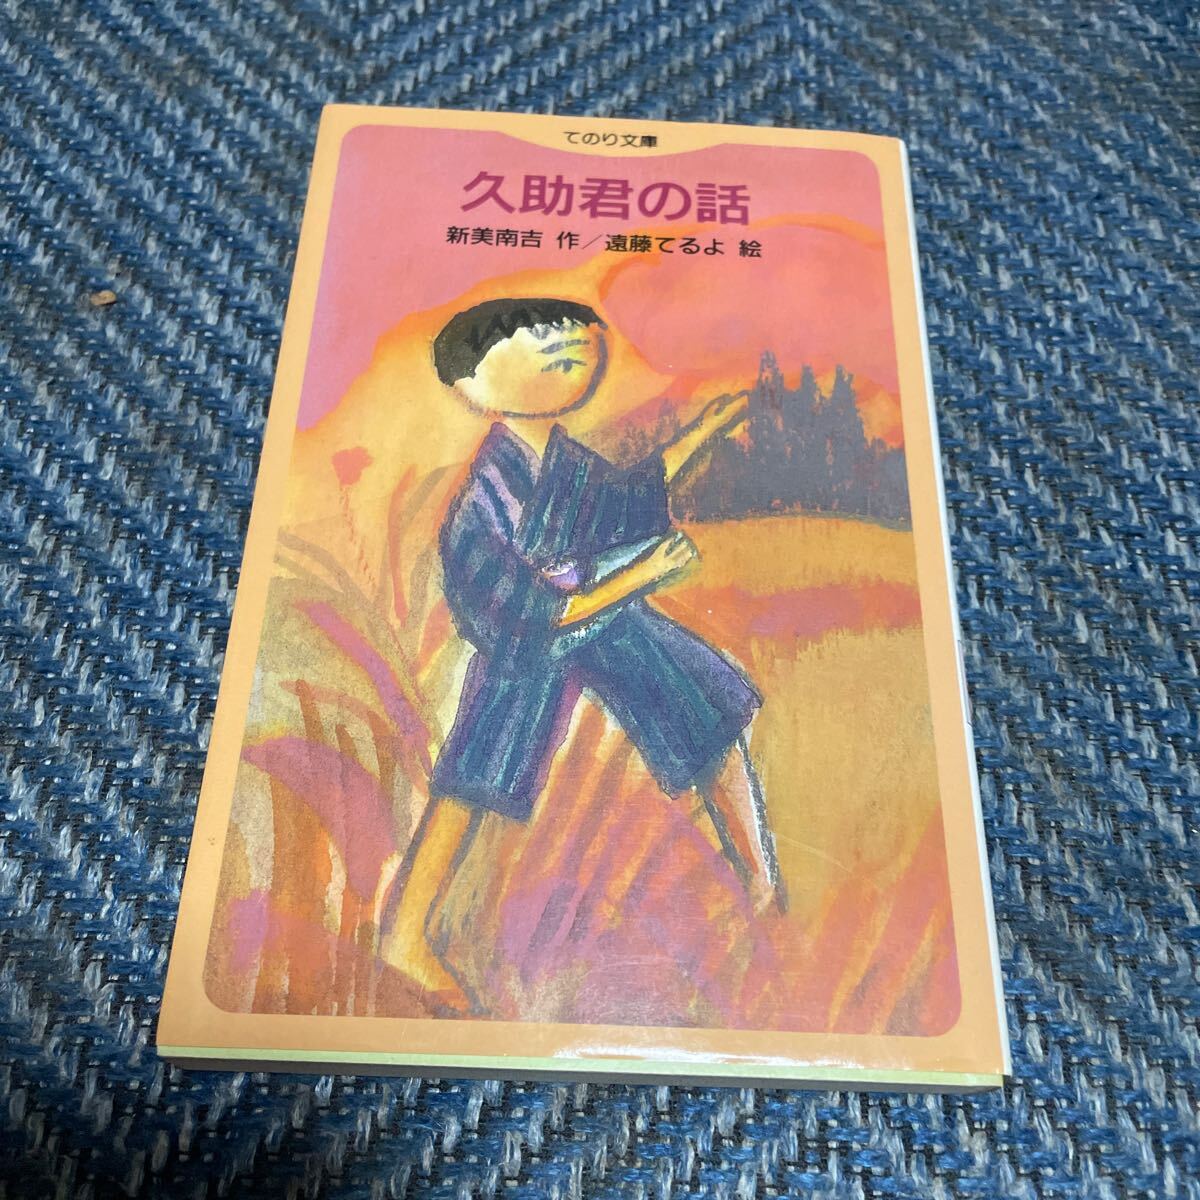 てのり文庫
久助君の話
新美南吉 作／遠藤てるよ 絵